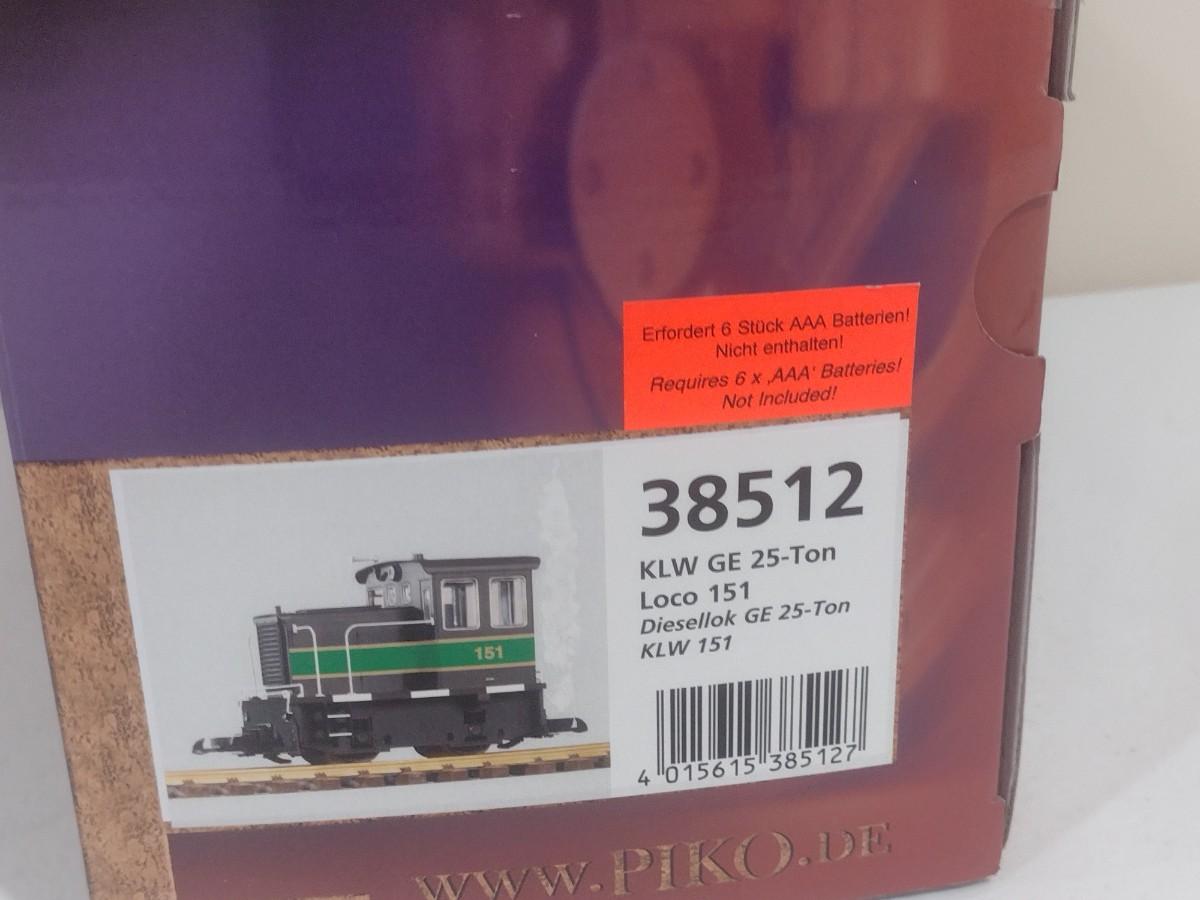 Erfordert 6 Stück AAA Batterien!
Nicht enthalten!
Requires 6 x ‚AAA‘ Batteries!
Not Included!
38512
KLW GE 25-Ton
Loco 151
Diesellok GE 25-Ton
KLW 151
151
4 015615 385127
WWW.PIKO.DE